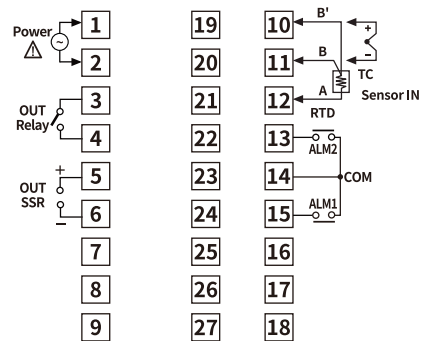 1 19 10 B' +
Power ~
! 2 20 11 B −
TC
3 21 12 A Sensor IN
OUT RTD
Relay 4 22 13
ALM2
+ 5 23 14 COM
OUT
SSR 6 24 15 ALM1
−
7 25 16
8 26 17
9 27 18